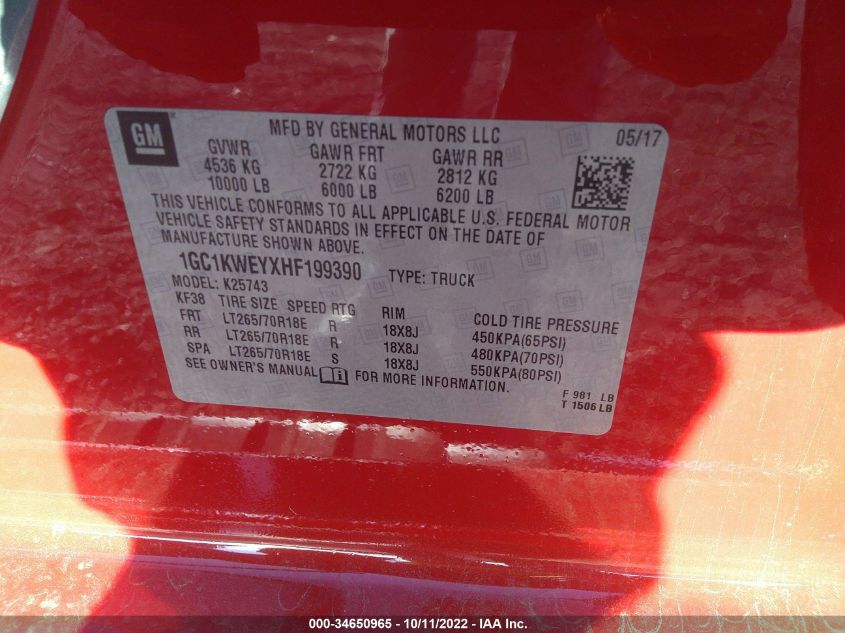 GM
MFD BY GENERAL MOTORS LLC 05/17
GVWR GAWR FRT GAWR RR
4536 KG 2722 KG 2812 KG
10000 LB 6000 LB 6200 LB
THIS VEHICLE CONFORMS TO ALL APPLICABLE U.S. FEDERAL MOTOR
VEHICLE SAFETY STANDARDS IN EFFECT ON THE DATE OF
MANUFACTURE SHOWN ABOVE.
1GC1KWEYXHF199390 TYPE: TRUCK
MODEL: K25743
KF38 TIRE SIZE SPEED RTG RIM COLD TIRE PRESSURE
FRT LT265/70R18E R 18X8J 450KPA(65PSI)
RR LT265/70R18E R 18X8J 480KPA(70PSI)
SPA LT265/70R18E S 18X8J 550KPA(80PSI)
SEE OWNER'S MANUAL FOR MORE INFORMATION.
F 981 LB
T 1506 LB
000-34650965 - 10/11/2022 - IAA Inc.